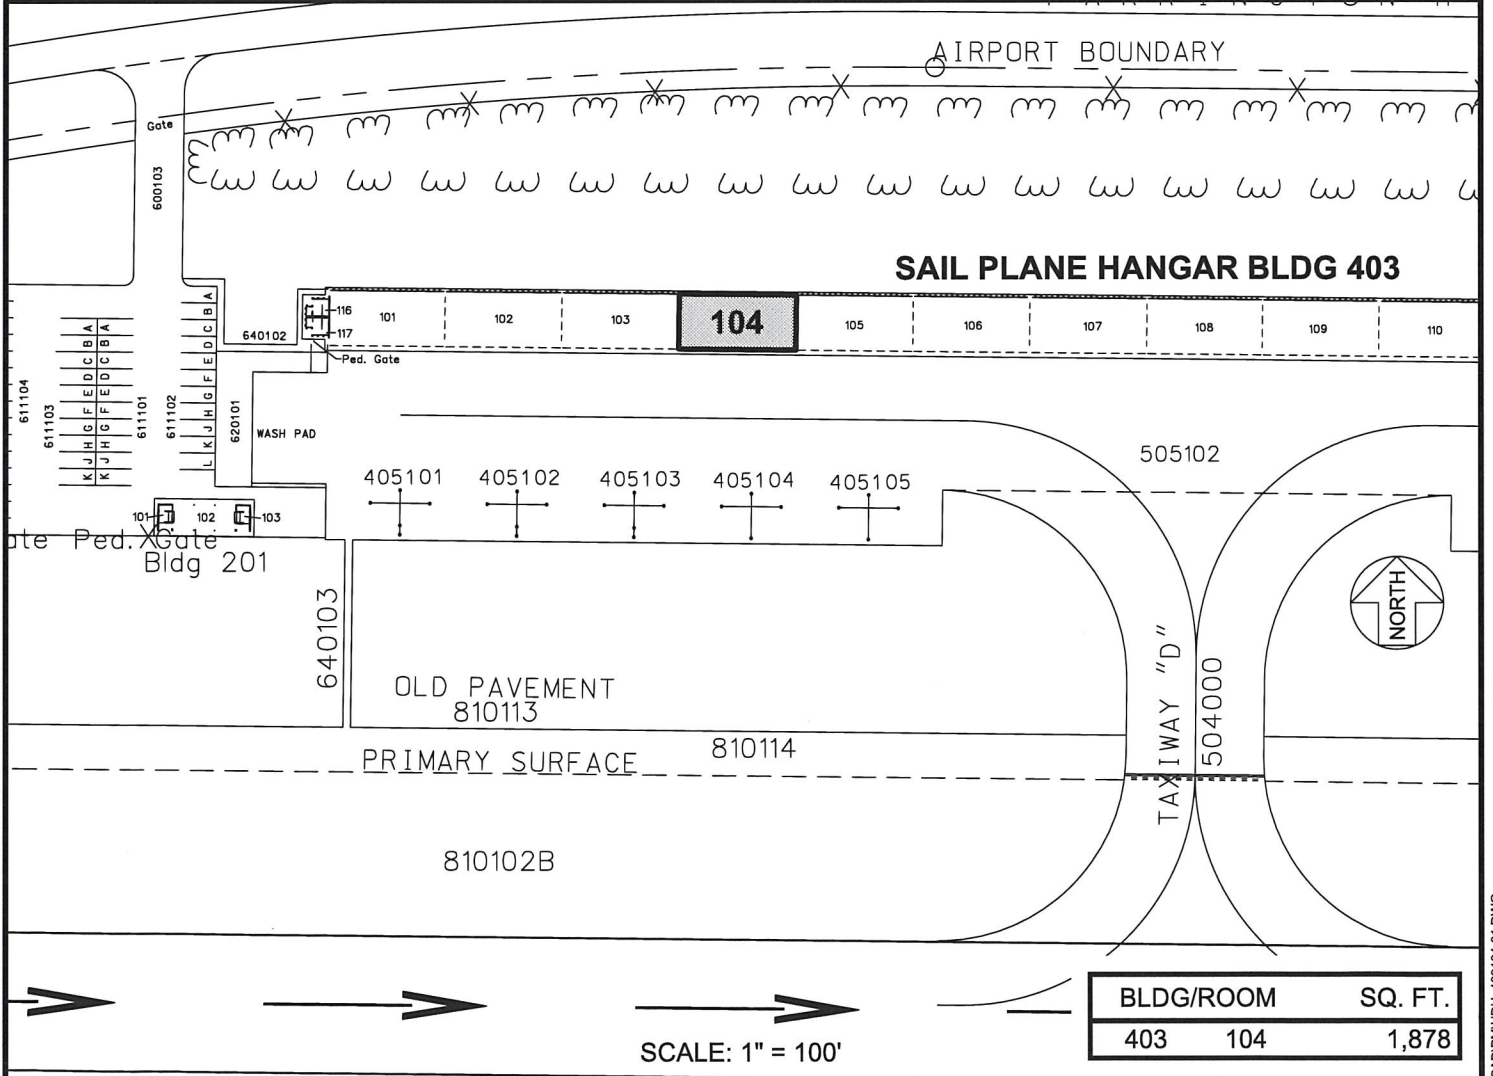 AIRPORT BOUNDARY
Gate
600103
SAIL PLANE HANGAR BLDG 403
116
117
Ped. Gate
640102
101
102
103
104
105
106
107
108
109
110
A B C D E F G H J K
A B C D E F G H J K
A B C D E F G H J K L
611104
611103
611101
611102
620101
WASH PAD
405101
405102
405103
405104
405105
505102
101
102
103
Ped. Gate
Bldg 201
640103
NORTH
OLD PAVEMENT
810113
TAXIWAY "D"
504000
PRIMARY SURFACE
810114
810102B
BLDG/ROOM SQ. FT.
403 104 1,878
SCALE: 1" = 100'